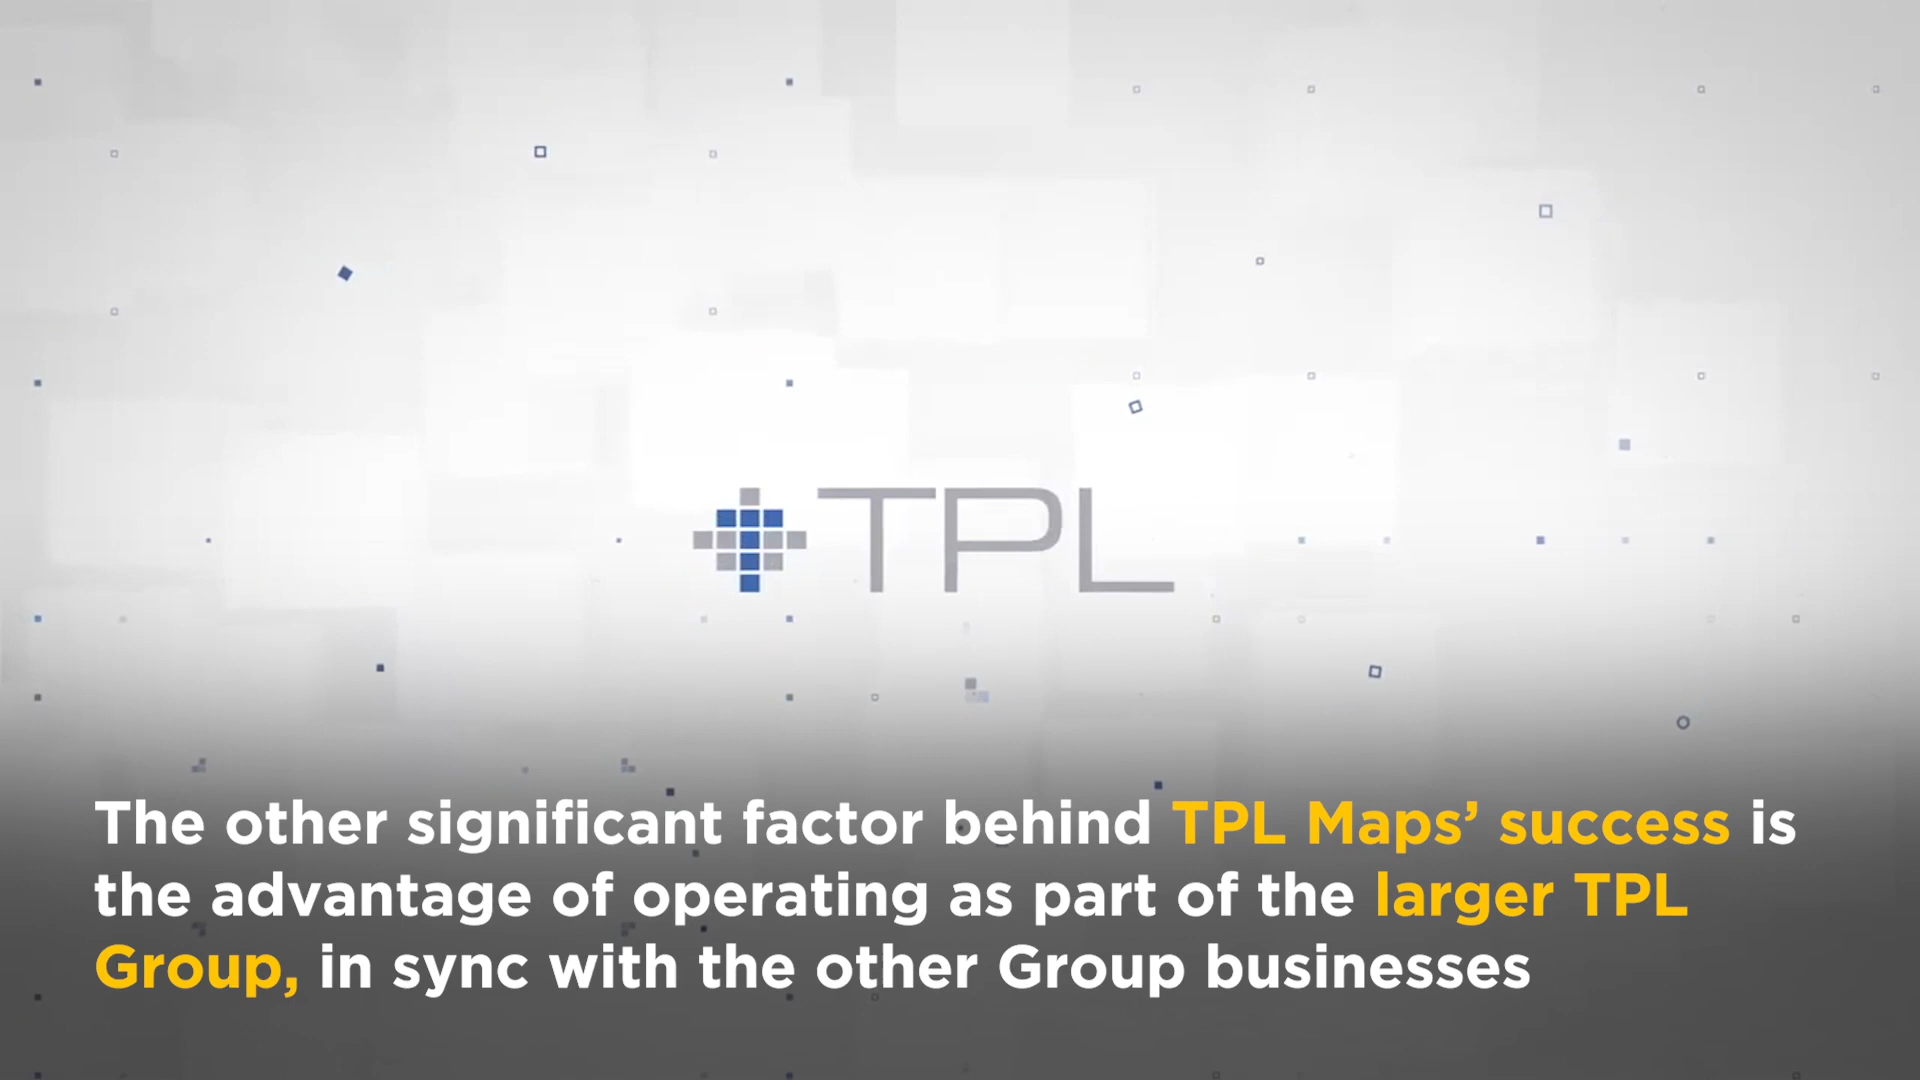 TPL
The other significant factor behind TPL Maps’ success is
the advantage of operating as part of the larger TPL
Group, in sync with the other Group businesses